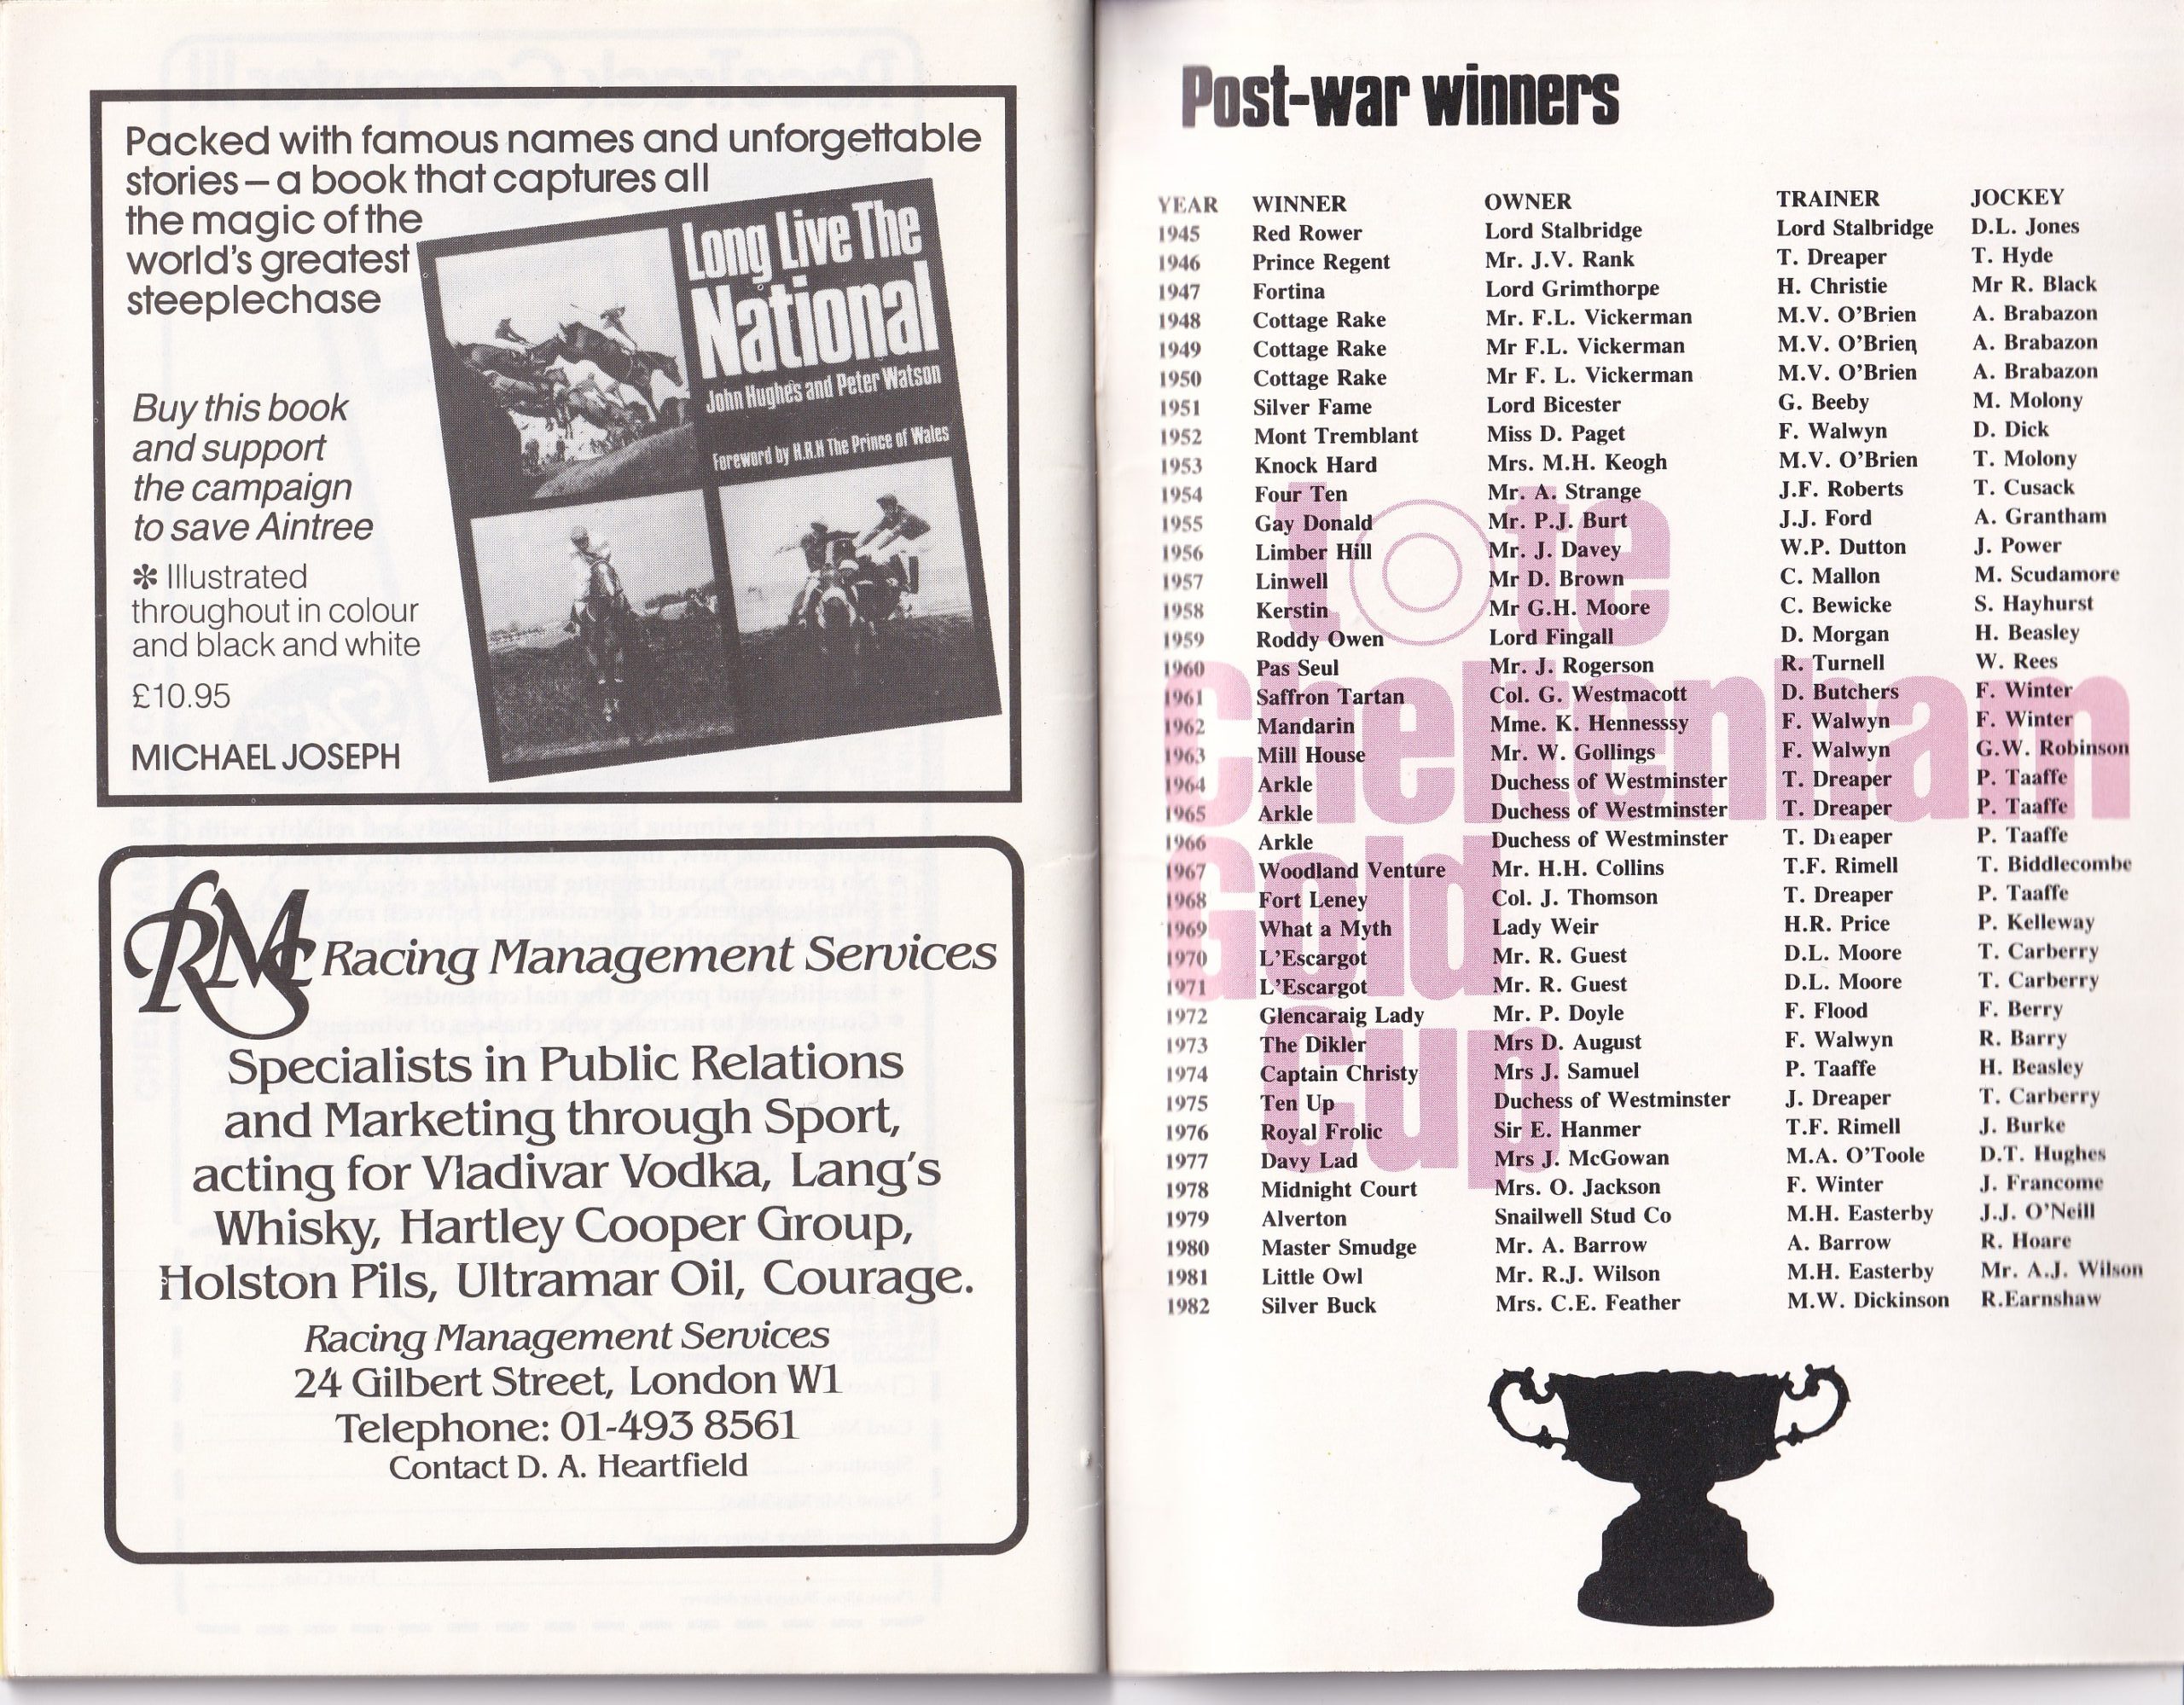 Packed with famous names and unforgettable
stories – a book that captures all
the magic of the
world's greatest
steeplechase
Long Live The
National
John Hughes and Peter Watson
Foreword by H.R.H The Prince of Wales
Buy this book
and support
the campaign
to save Aintree
✻ Illustrated
throughout in colour
and black and white
£10.95
MICHAEL JOSEPH
RMS Racing Management Services
Specialists in Public Relations
and Marketing through Sport,
acting for Vladivar Vodka, Lang's
Whisky, Hartley Cooper Group,
Holston Pils, Ultramar Oil, Courage.
Racing Management Services
24 Gilbert Street, London W1
Telephone: 01-493 8561
Contact D. A. Heartfield
Post-war winners
YEAR WINNER OWNER TRAINER JOCKEY
1945 Red Rower Lord Stalbridge Lord Stalbridge D.L. Jones
1946 Prince Regent Mr. J.V. Rank T. Dreaper T. Hyde
1947 Fortina Lord Grimthorpe H. Christie Mr R. Black
1948 Cottage Rake Mr. F.L. Vickerman M.V. O'Brien A. Brabazon
1949 Cottage Rake Mr F.L. Vickerman M.V. O'Brien A. Brabazon
1950 Cottage Rake Mr F. L. Vickerman M.V. O'Brien A. Brabazon
1951 Silver Fame Lord Bicester G. Beeby M. Molony
1952 Mont Tremblant Miss D. Paget F. Walwyn D. Dick
1953 Knock Hard Mrs. M.H. Keogh M.V. O'Brien T. Molony
1954 Four Ten Mr. A. Strange J.F. Roberts T. Cusack
1955 Gay Donald Mr. P.J. Burt J.J. Ford A. Grantham
1956 Limber Hill Mr. J. Davey W.P. Dutton J. Power
1957 Linwell Mr D. Brown C. Mallon M. Scudamore
1958 Kerstin Mr G.H. Moore C. Bewicke S. Hayhurst
1959 Roddy Owen Lord Fingall D. Morgan H. Beasley
1960 Pas Seul Mr. J. Rogerson R. Turnell W. Rees
1961 Saffron Tartan Col. G. Westmacott D. Butchers F. Winter
1962 Mandarin Mme. K. Hennesssy F. Walwyn F. Winter
1963 Mill House Mr. W. Gollings F. Walwyn G.W. Robinson
1964 Arkle Duchess of Westminster T. Dreaper P. Taaffe
1965 Arkle Duchess of Westminster T. Dreaper P. Taaffe
1966 Arkle Duchess of Westminster T. Dreaper P. Taaffe
1967 Woodland Venture Mr. H.H. Collins T.F. Rimell T. Biddlecombe
1968 Fort Leney Col. J. Thomson T. Dreaper P. Taaffe
1969 What a Myth Lady Weir H.R. Price P. Kelleway
1970 L'Escargot Mr. R. Guest D.L. Moore T. Carberry
1971 L'Escargot Mr. R. Guest D.L. Moore T. Carberry
1972 Glencaraig Lady Mr. P. Doyle F. Flood F. Berry
1973 The Dikler Mrs D. August F. Walwyn R. Barry
1974 Captain Christy Mrs J. Samuel P. Taaffe H. Beasley
1975 Ten Up Duchess of Westminster J. Dreaper T. Carberry
1976 Royal Frolic Sir E. Hanmer T.F. Rimell J. Burke
1977 Davy Lad Mrs J. McGowan M.A. O'Toole D.T. Hughes
1978 Midnight Court Mrs. O. Jackson F. Winter J. Francome
1979 Alverton Snailwell Stud Co M.H. Easterby J.J. O'Neill
1980 Master Smudge Mr. A. Barrow A. Barrow R. Hoare
1981 Little Owl Mr. R.J. Wilson M.H. Easterby Mr. A.J. Wilson
1982 Silver Buck Mrs. C.E. Feather M.W. Dickinson R.Earnshaw
tote
Cheltenham
Gold
Cup